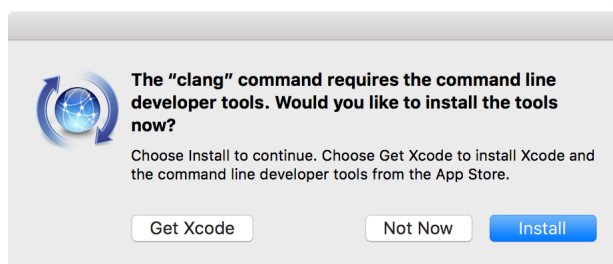 The “clang” command requires the command line
developer tools. Would you like to install the tools
now?
Choose Install to continue. Choose Get Xcode to install Xcode and
the command line developer tools from the App Store.
Get Xcode
Not Now
Install